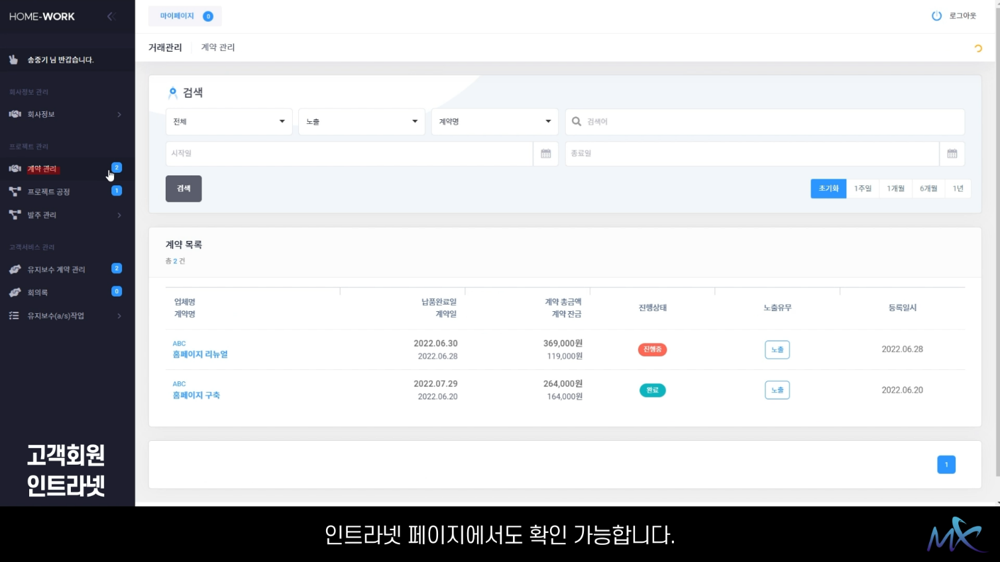 HOME-WORK
마이페이지 0
로그아웃
송중기 님 반갑습니다.
거래관리 계약 관리
회사정보 관리
회사정보
프로젝트 관리
계약 관리 2
프로젝트 공정 1
발주 관리
고객서비스 관리
유지보수 계약 관리 2
회의록 0
유지보수(a/s)작업
고객회원
인트라넷
검색
전체 노출 계약명 검색어
시작일 종료일
검색
초기화 1주일 1개월 6개월 1년
계약 목록
총 2 건
업체명 납품완료일 계약 총금액 진행상태 노출유무 등록일시
계약명 계약일 계약 잔금
ABC 2022.06.30 369,000원 진행중 노출 2022.06.28
홈페이지 리뉴얼 2022.06.28 119,000원
ABC 2022.07.29 264,000원 완료 노출 2022.06.20
홈페이지 구축 2022.06.20 164,000원
1
인트라넷 페이지에서도 확인 가능합니다.
MX